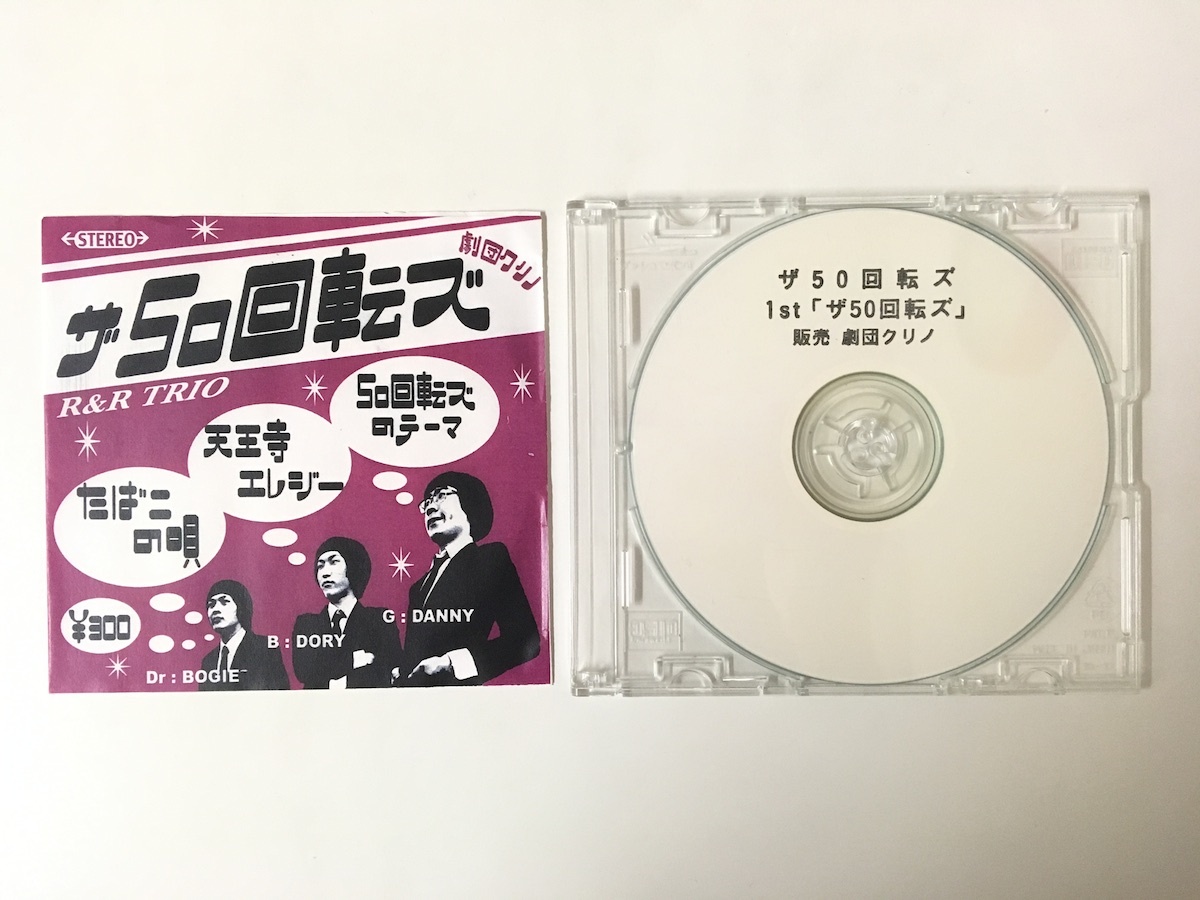 STEREO
劇団クリノ
ザ50回転ズ
R&R TRIO
50回転ズ
のテーマ
天王寺
エレジー
たばこ
の唄
¥300
G : DANNY
B : DORY
Dr : BOGIE
ザ50回転ズ
1st「ザ50回転ズ」
販売 劇団クリノ